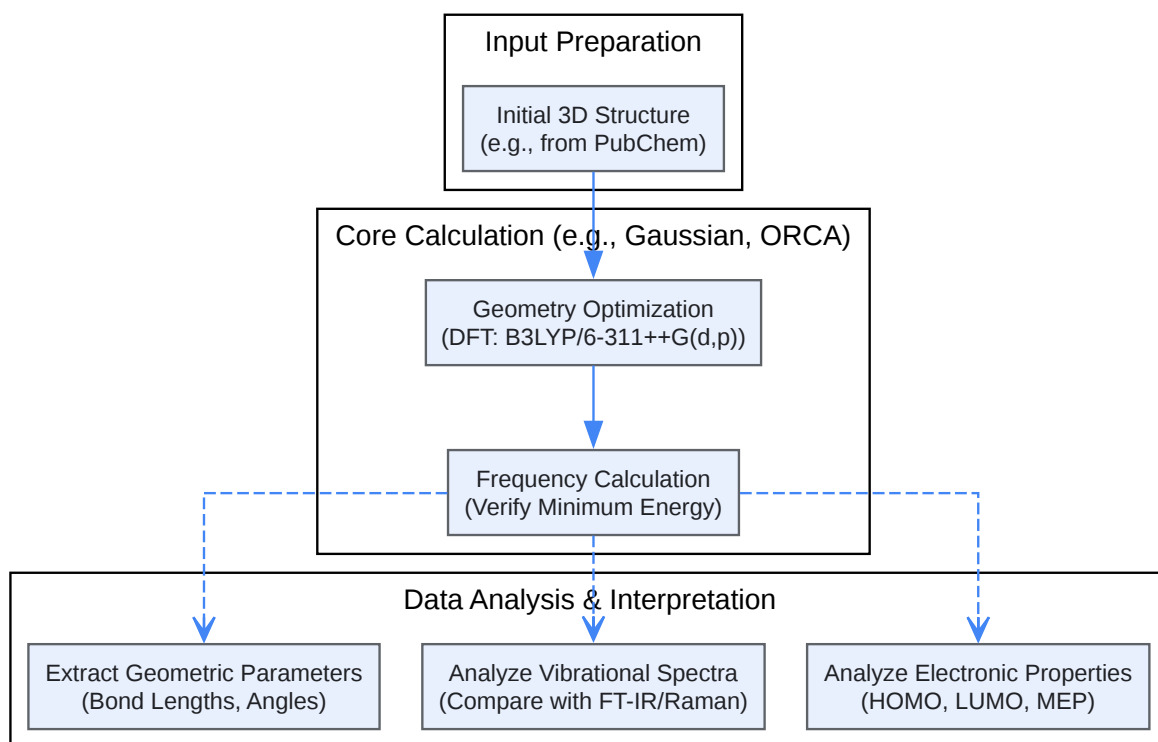 Input Preparation
Initial 3D Structure
(e.g., from PubChem)
Core Calculation (e.g., Gaussian, ORCA)
Geometry Optimization
(DFT: B3LYP/6-311++G(d,p))
Frequency Calculation
(Verify Minimum Energy)
Data Analysis & Interpretation
Extract Geometric Parameters
(Bond Lengths, Angles)
Analyze Vibrational Spectra
(Compare with FT-IR/Raman)
Analyze Electronic Properties
(HOMO, LUMO, MEP)